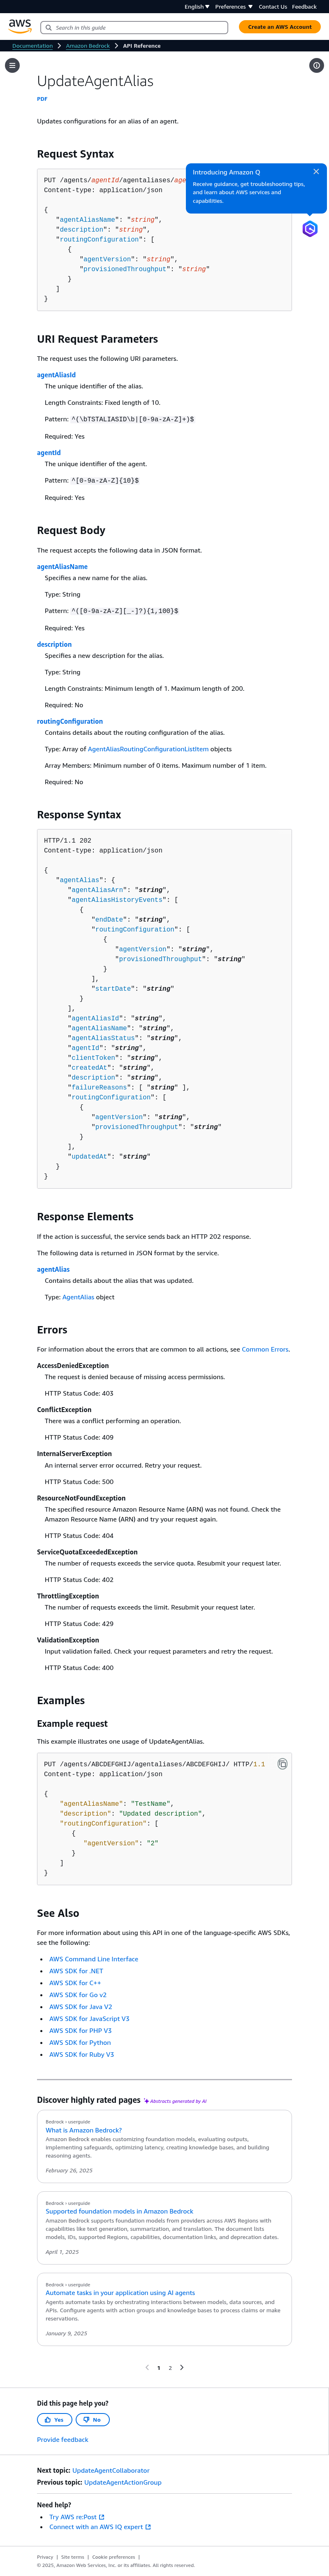 English Preferences Contact Us Feedback
aws
Search in this guide
Create an AWS Account
Documentation Amazon Bedrock API Reference
UpdateAgentAlias
PDF
Updates configurations for an alias of an agent.
Request Syntax
PUT /agents/agentId/agentaliases/age
Content-type: application/json
{
"agentAliasName": "string",
"description": "string",
"routingConfiguration": [
{
"agentVersion": "string",
"provisionedThroughput": "string"
}
]
}
Introducing Amazon Q
Receive guidance, get troubleshooting tips,
and learn about AWS services and
capabilities.
URI Request Parameters
The request uses the following URI parameters.
agentAliasId
The unique identifier of the alias.
Length Constraints: Fixed length of 10.
Pattern: ^(\bTSTALIASID\b|[0-9a-zA-Z]+)$
Required: Yes
agentId
The unique identifier of the agent.
Pattern: ^[0-9a-zA-Z]{10}$
Required: Yes
Request Body
The request accepts the following data in JSON format.
agentAliasName
Specifies a new name for the alias.
Type: String
Pattern: ^([0-9a-zA-Z][_-]?){1,100}$
Required: Yes
description
Specifies a new description for the alias.
Type: String
Length Constraints: Minimum length of 1. Maximum length of 200.
Required: No
routingConfiguration
Contains details about the routing configuration of the alias.
Type: Array of AgentAliasRoutingConfigurationListItem objects
Array Members: Minimum number of 0 items. Maximum number of 1 item.
Required: No
Response Syntax
HTTP/1.1 202
Content-type: application/json
{
"agentAlias": {
"agentAliasArn": "string",
"agentAliasHistoryEvents": [
{
"endDate": "string",
"routingConfiguration": [
{
"agentVersion": "string",
"provisionedThroughput": "string"
}
],
"startDate": "string"
}
],
"agentAliasId": "string",
"agentAliasName": "string",
"agentAliasStatus": "string",
"agentId": "string",
"clientToken": "string",
"createdAt": "string",
"description": "string",
"failureReasons": [ "string" ],
"routingConfiguration": [
{
"agentVersion": "string",
"provisionedThroughput": "string"
}
],
"updatedAt": "string"
}
}
Response Elements
If the action is successful, the service sends back an HTTP 202 response.
The following data is returned in JSON format by the service.
agentAlias
Contains details about the alias that was updated.
Type: AgentAlias object
Errors
For information about the errors that are common to all actions, see Common Errors.
AccessDeniedException
The request is denied because of missing access permissions.
HTTP Status Code: 403
ConflictException
There was a conflict performing an operation.
HTTP Status Code: 409
InternalServerException
An internal server error occurred. Retry your request.
HTTP Status Code: 500
ResourceNotFoundException
The specified resource Amazon Resource Name (ARN) was not found. Check the
Amazon Resource Name (ARN) and try your request again.
HTTP Status Code: 404
ServiceQuotaExceededException
The number of requests exceeds the service quota. Resubmit your request later.
HTTP Status Code: 402
ThrottlingException
The number of requests exceeds the limit. Resubmit your request later.
HTTP Status Code: 429
ValidationException
Input validation failed. Check your request parameters and retry the request.
HTTP Status Code: 400
Examples
Example request
This example illustrates one usage of UpdateAgentAlias.
PUT /agents/ABCDEFGHIJ/agentaliases/ABCDEFGHIJ/ HTTP/1.1
Content-type: application/json
{
"agentAliasName": "TestName",
"description": "Updated description",
"routingConfiguration": [
{
"agentVersion": "2"
}
]
}
See Also
For more information about using this API in one of the language-specific AWS SDKs,
see the following:
• AWS Command Line Interface
• AWS SDK for .NET
• AWS SDK for C++
• AWS SDK for Go v2
• AWS SDK for Java V2
• AWS SDK for JavaScript V3
• AWS SDK for PHP V3
• AWS SDK for Python
• AWS SDK for Ruby V3
Discover highly rated pages Abstracts generated by AI
Bedrock › userguide
What is Amazon Bedrock?
Amazon Bedrock enables customizing foundation models, evaluating outputs,
implementing safeguards, optimizing latency, creating knowledge bases, and building
reasoning agents.
February 26, 2025
Bedrock › userguide
Supported foundation models in Amazon Bedrock
Amazon Bedrock supports foundation models from providers across AWS Regions with
capabilities like text generation, summarization, and translation. The document lists
models, IDs, supported Regions, capabilities, documentation links, and deprecation dates.
April 1, 2025
Bedrock › userguide
Automate tasks in your application using AI agents
Agents automate tasks by orchestrating interactions between models, data sources, and
APIs. Configure agents with action groups and knowledge bases to process claims or make
reservations.
January 9, 2025
1 2
Did this page help you?
Yes No
Provide feedback
Next topic: UpdateAgentCollaborator
Previous topic: UpdateAgentActionGroup
Need help?
• Try AWS re:Post
• Connect with an AWS IQ expert
Privacy | Site terms | Cookie preferences |
© 2025, Amazon Web Services, Inc. or its affiliates. All rights reserved.